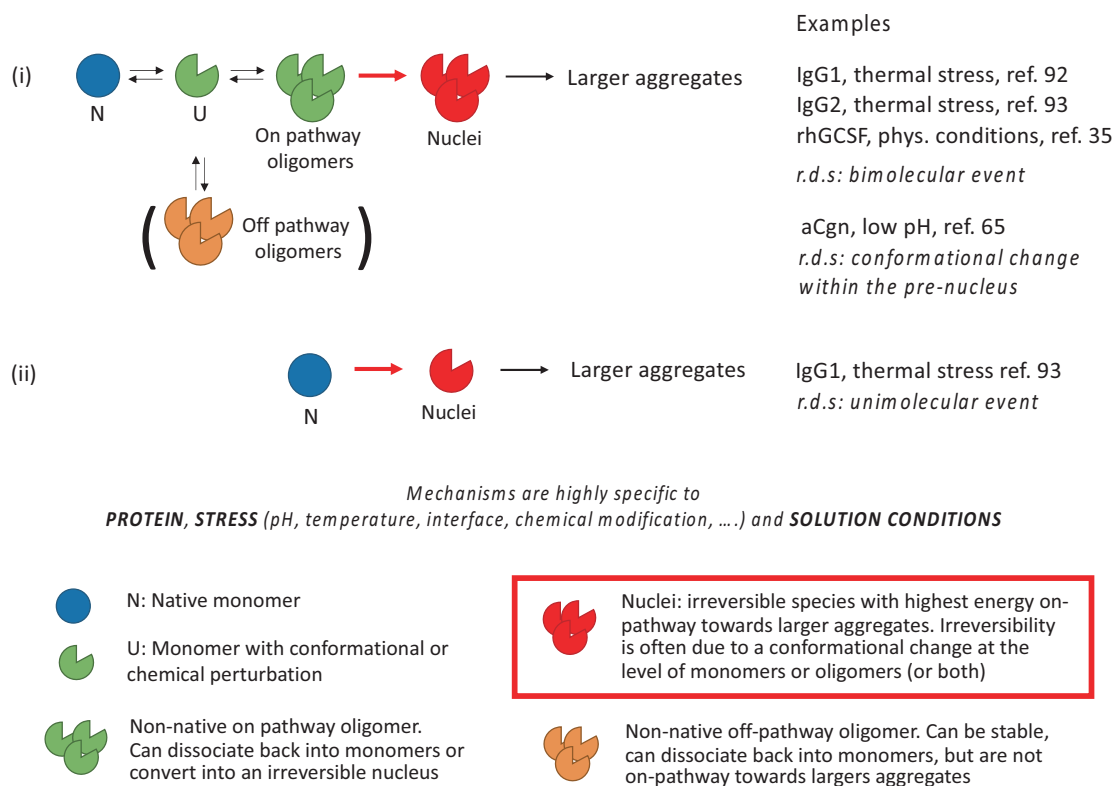 Examples
(i)
N
U
On pathway
oligomers
Nuclei
Larger aggregates
IgG1, thermal stress, ref. 92
IgG2, thermal stress, ref. 93
rhGCSF, phys. conditions, ref. 35
r.d.s: bimolecular event
( Off pathway
oligomers )
aCgn, low pH, ref. 65
r.d.s: conformational change
within the pre-nucleus
(ii)
N
Nuclei
Larger aggregates
IgG1, thermal stress ref. 93
r.d.s: unimolecular event
Mechanisms are highly specific to
PROTEIN, STRESS (pH, temperature, interface, chemical modification, ….) and SOLUTION CONDITIONS
N: Native monomer
U: Monomer with conformational or
chemical perturbation
Non-native on pathway oligomer.
Can dissociate back into monomers or
convert into an irreversible nucleus
Nuclei: irreversible species with highest energy on-
pathway towards larger aggregates. Irreversibility
is often due to a conformational change at the
level of monomers or oligomers (or both)
Non-native off-pathway oligomer. Can be stable,
can dissociate back into monomers, but are not
on-pathway towards largers aggregates